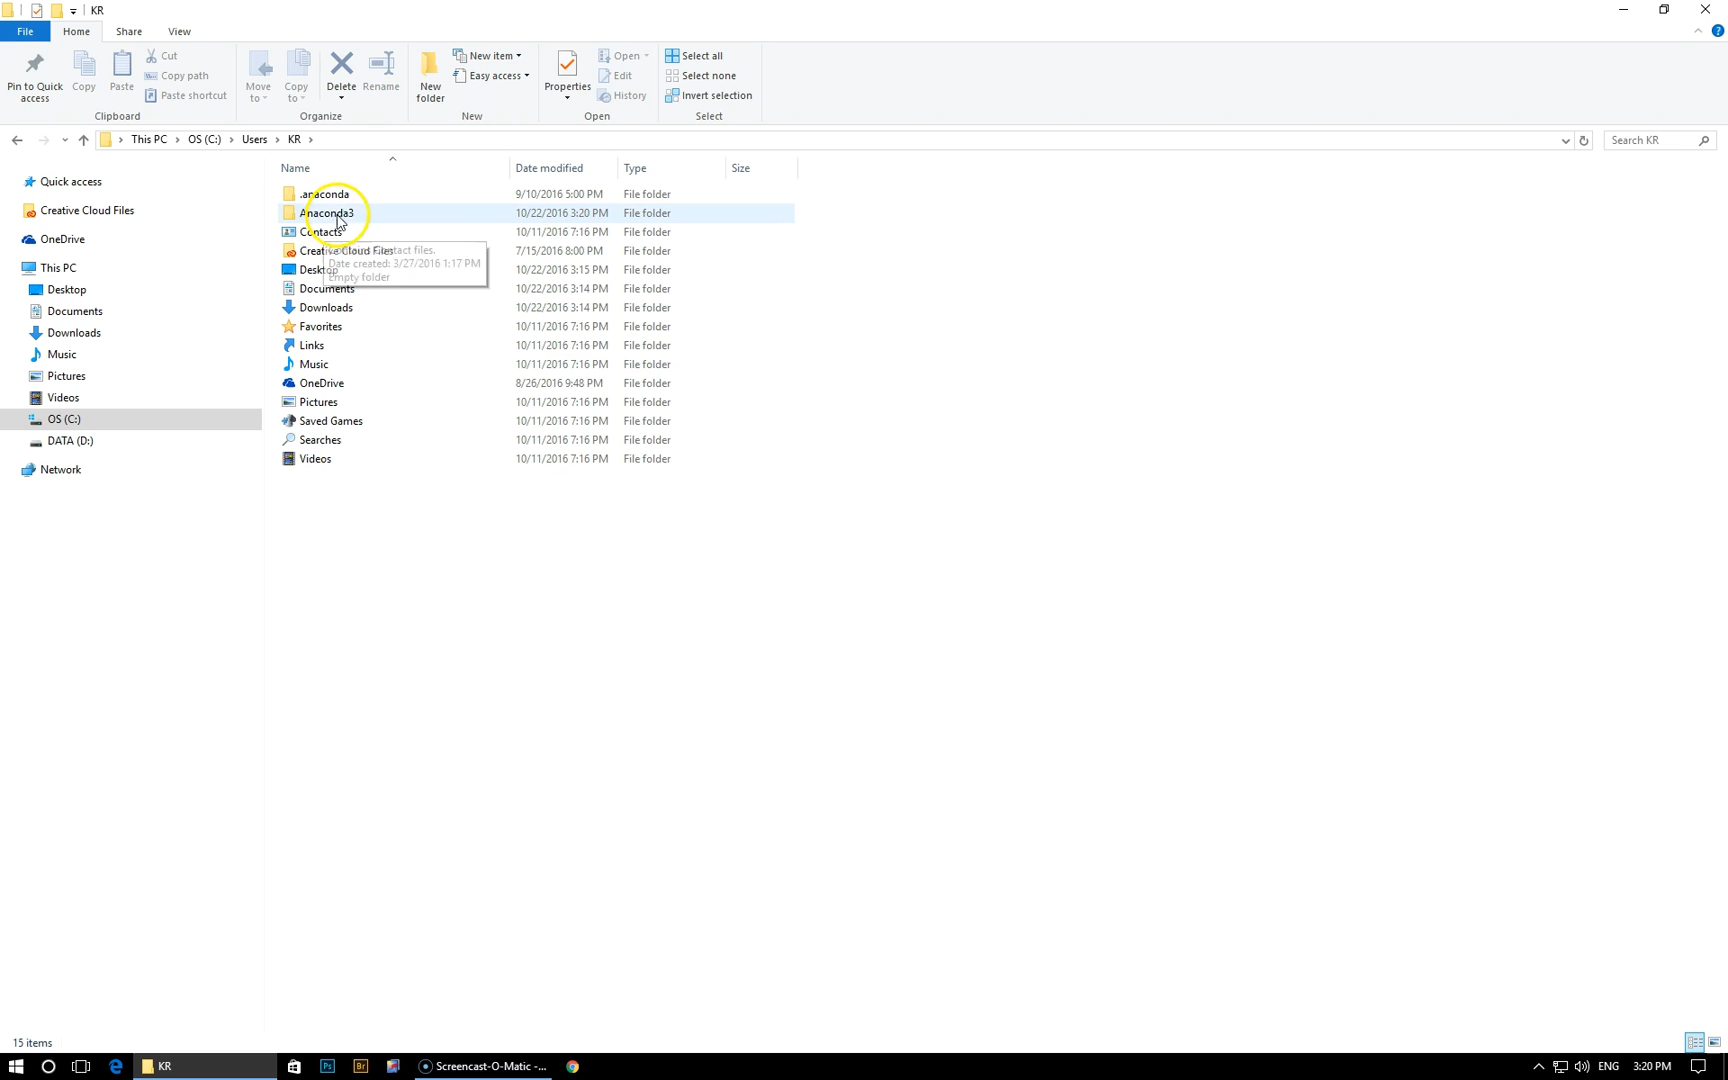 KR
File Home Share View
Pin to Quick access
Copy
Paste
Cut
Copy path
Paste shortcut
Clipboard
Move to
Copy to
Delete
Rename
Organize
New folder
New item
Easy access
New
Properties
Open
Edit
History
Open
Select all
Select none
Invert selection
Select
This PC OS (C:) Users KR
Search KR
Quick access
Creative Cloud Files
OneDrive
This PC
Desktop
Documents
Downloads
Music
Pictures
Videos
OS (C:)
DATA (D:)
Network
Name Date modified Type Size
.anaconda 9/10/2016 5:00 PM File folder
Anaconda3 10/22/2016 3:20 PM File folder
Contacts 10/11/2016 7:16 PM File folder
Creative Cloud Files 7/15/2016 8:00 PM File folder
Desktop 10/22/2016 3:15 PM File folder
Documents 10/22/2016 3:14 PM File folder
Downloads 10/22/2016 3:14 PM File folder
Favorites 10/11/2016 7:16 PM File folder
Links 10/11/2016 7:16 PM File folder
Music 10/11/2016 7:16 PM File folder
OneDrive 8/26/2016 9:48 PM File folder
Pictures 10/11/2016 7:16 PM File folder
Saved Games 10/11/2016 7:16 PM File folder
Searches 10/11/2016 7:16 PM File folder
Videos 10/11/2016 7:16 PM File folder
Contact files.
Date created: 3/27/2016 1:17 PM
Empty folder
15 items
KR
Ps
Br
Screencast-O-Matic -...
ENG
3:20 PM